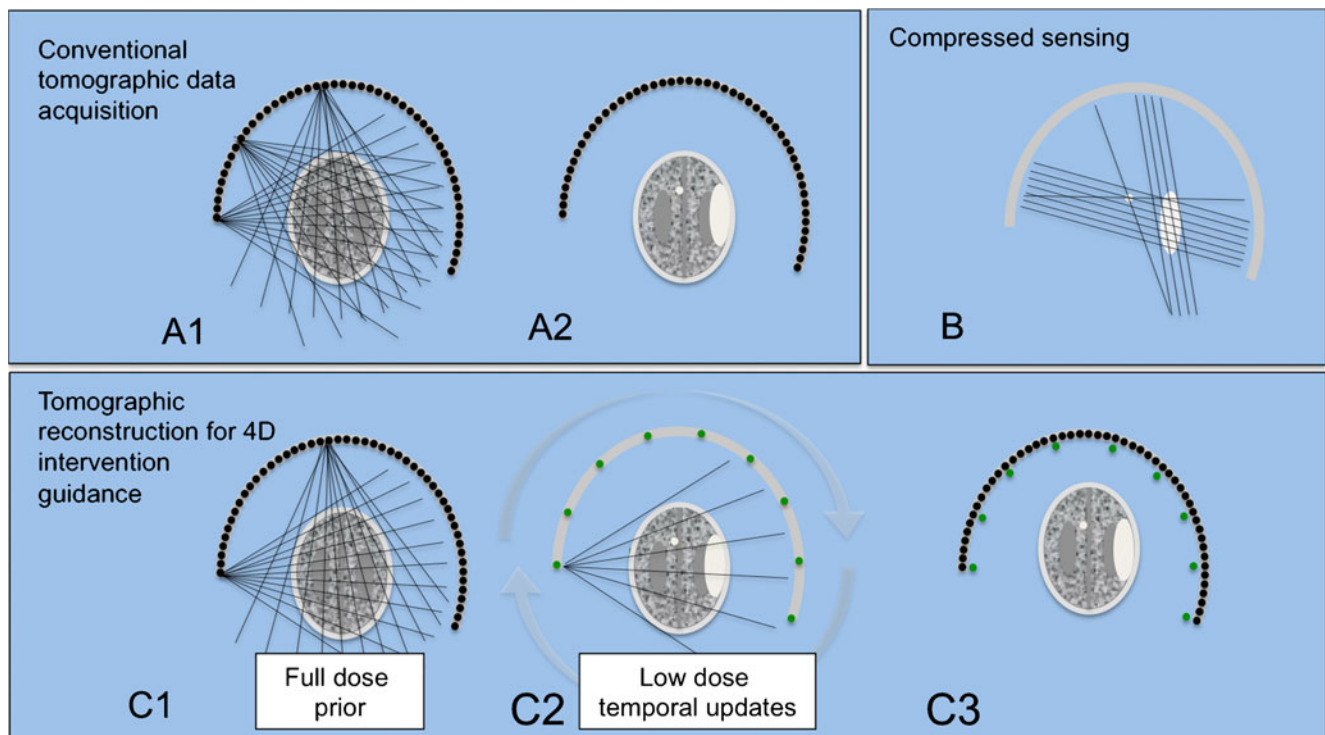 Conventional
tomographic data
acquisition
A1
A2
Compressed sensing
B
Tomographic
reconstruction for 4D
intervention
guidance
C1
Full dose
prior
C2
Low dose
temporal updates
C3